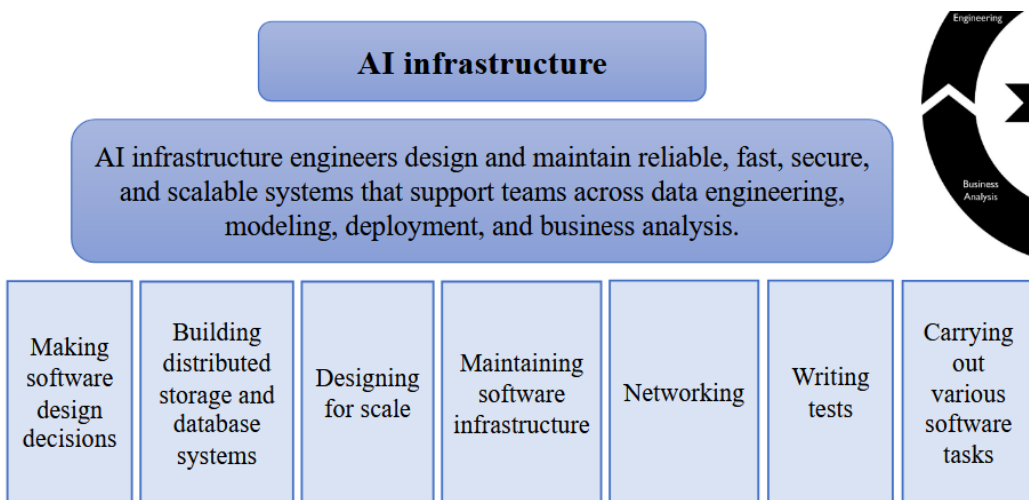 AI infrastructure
Engineering
AI infrastructure engineers design and maintain reliable, fast, secure,
and scalable systems that support teams across data engineering,
modeling, deployment, and business analysis.
Business
Analysis
Making
software
design
decisions
Building
distributed
storage and
database
systems
Designing
for scale
Maintaining
software
infrastructure
Networking
Writing
tests
Carrying
out
various
software
tasks